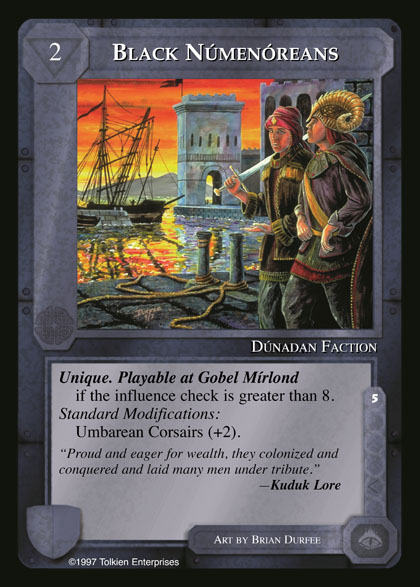 2
BLACK NÚMENÓREANS
DÚNADAN FACTION
Unique. Playable at Gobel Mírlond
if the influence check is greater than 8.
Standard Modifications:
Umbarean Corsairs (+2).
5
“Proud and eager for wealth, they colonized and
conquered and laid many men under tribute.”
—Kuduk Lore
ART BY BRIAN DURFEE
©1997 Tolkien Enterprises